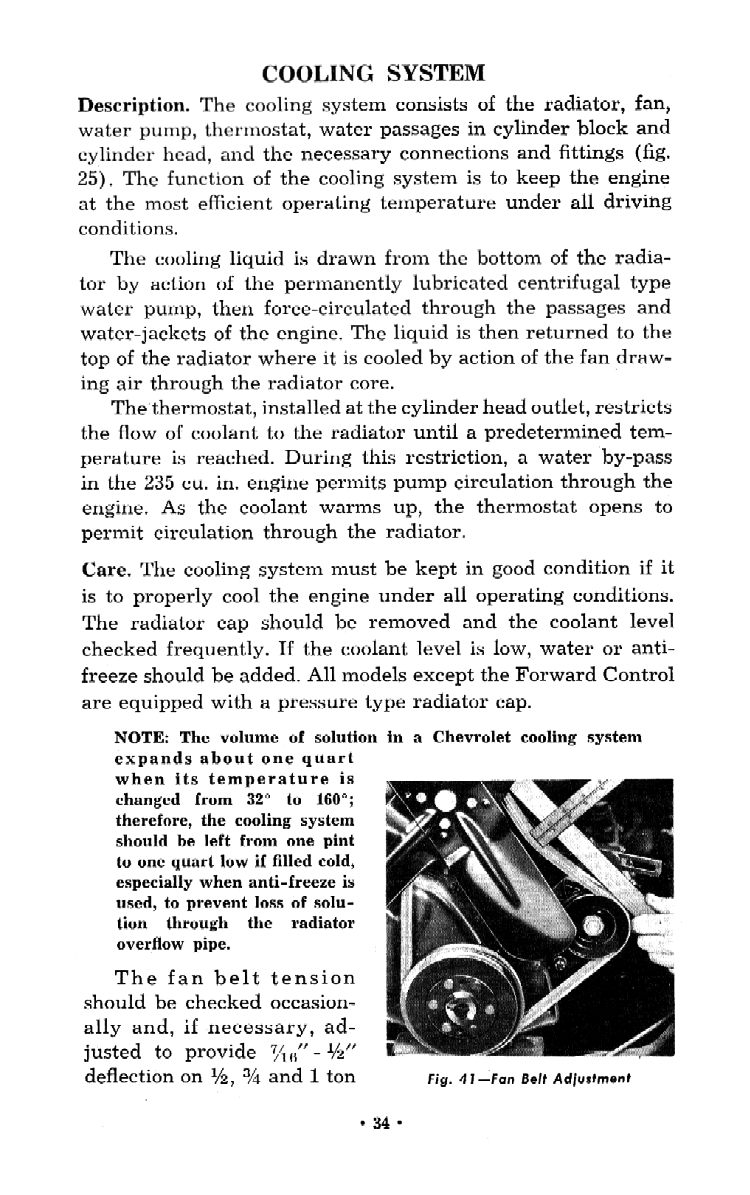 COOLING SYSTEM
Description. The cooling system consists of the radiator, fan,
water pump, thermostat, water passages in cylinder block and
cylinder head, and the necessary connections and fittings (fig.
25). The function of the cooling system is to keep the engine
at the most efficient operating temperature under all driving
conditions.
The cooling liquid is drawn from the bottom of the radia-
tor by action of the permanently lubricated centrifugal type
water pump, then force-circulated through the passages and
water-jackets of the engine. The liquid is then returned to the
top of the radiator where it is cooled by action of the fan draw-
ing air through the radiator core.
The thermostat, installed at the cylinder head outlet, restricts
the flow of coolant to the radiator until a predetermined tem-
perature is reached. During this restriction, a water by-pass
in the 235 cu. in. engine permits pump circulation through the
engine. As the coolant warms up, the thermostat opens to
permit circulation through the radiator.
Care. The cooling system must be kept in good condition if it
is to properly cool the engine under all operating conditions.
The radiator cap should be removed and the coolant level
checked frequently. If the coolant level is low, water or anti-
freeze should be added. All models except the Forward Control
are equipped with a pressure type radiator cap.
NOTE: The volume of solution in a Chevrolet cooling system
expands about one quart
when its temperature is
changed from 32° to 160°;
therefore, the cooling system
should be left from one pint
to one quart low if filled cold,
especially when anti-freeze is
used, to prevent loss of solu-
tion through the radiator
overflow pipe.
The fan belt tension
should be checked occasion-
ally and, if necessary, ad-
justed to provide 7/16″ - ½″
deflection on ½, ¾ and 1 ton
Fig. 41—Fan Belt Adjustment
• 34 •